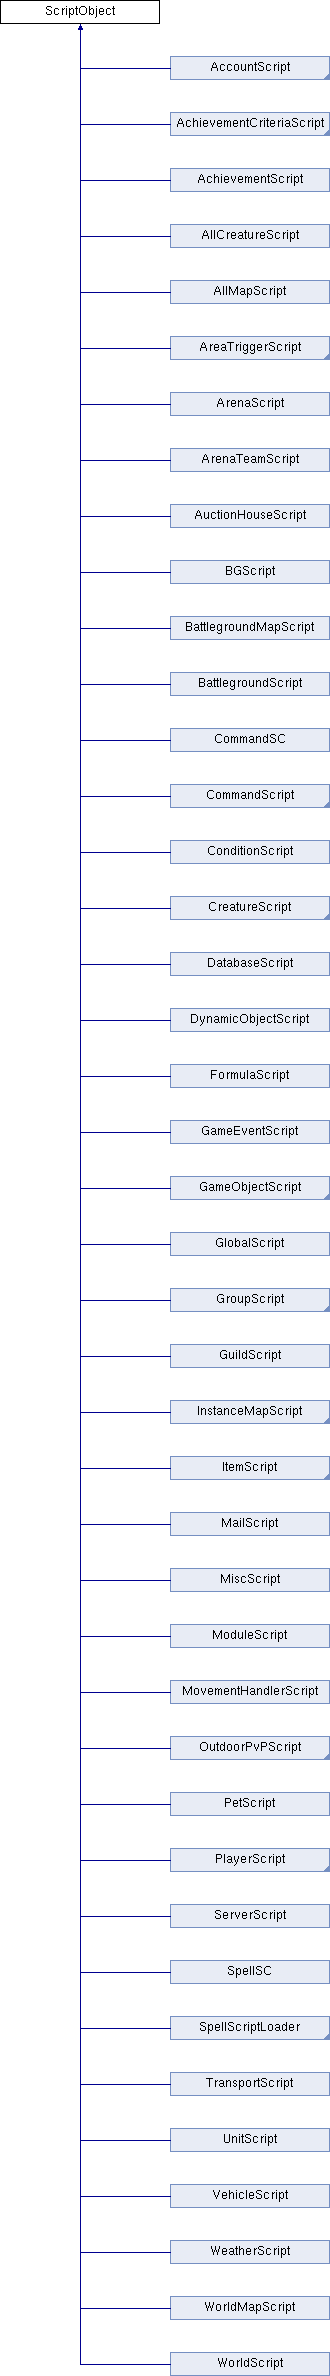 ScriptObject
AccountScript
AchievementCriteriaScript
AchievementScript
AllCreatureScript
AllMapScript
AreaTriggerScript
ArenaScript
ArenaTeamScript
AuctionHouseScript
BGScript
BattlegroundMapScript
BattlegroundScript
CommandSC
CommandScript
ConditionScript
CreatureScript
DatabaseScript
DynamicObjectScript
FormulaScript
GameEventScript
GameObjectScript
GlobalScript
GroupScript
GuildScript
InstanceMapScript
ItemScript
MailScript
MiscScript
ModuleScript
MovementHandlerScript
OutdoorPvPScript
PetScript
PlayerScript
ServerScript
SpellSC
SpellScriptLoader
TransportScript
UnitScript
VehicleScript
WeatherScript
WorldMapScript
WorldScript